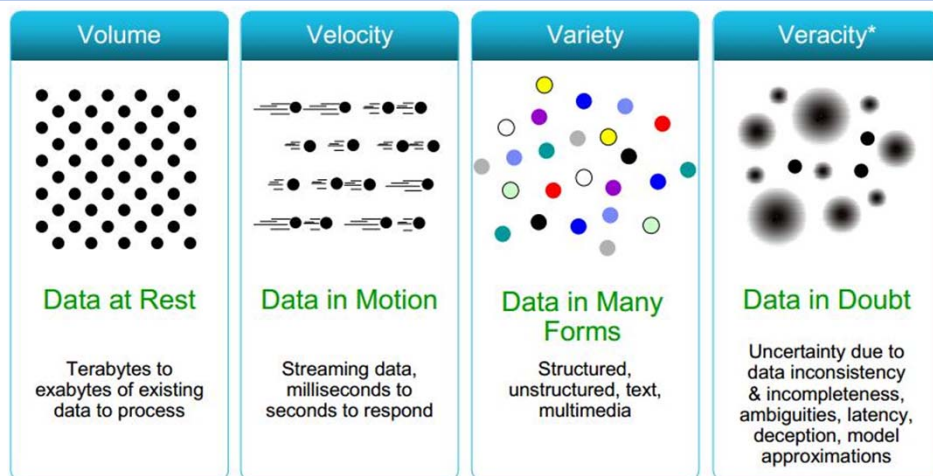 Volume
Data at Rest
Terabytes to
exabytes of existing
data to process
Velocity
Data in Motion
Streaming data,
milliseconds to
seconds to respond
Variety
Data in Many
Forms
Structured,
unstructured, text,
multimedia
Veracity*
Data in Doubt
Uncertainty due to
data inconsistency
& incompleteness,
ambiguities, latency,
deception, model
approximations